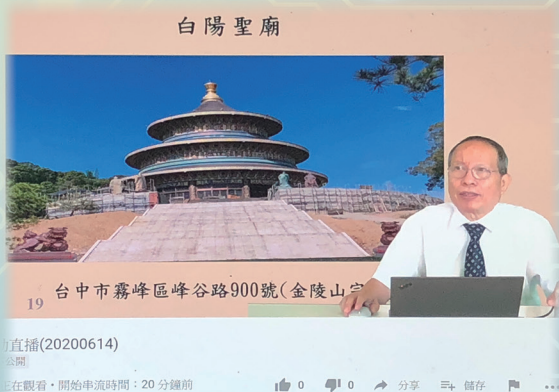 白陽聖廟
19 台中市霧峰區峰谷路900號(金陵山
直播(20200614)
公開
正在觀看・開始串流時間：20 分鐘前
0 0 分享 儲存